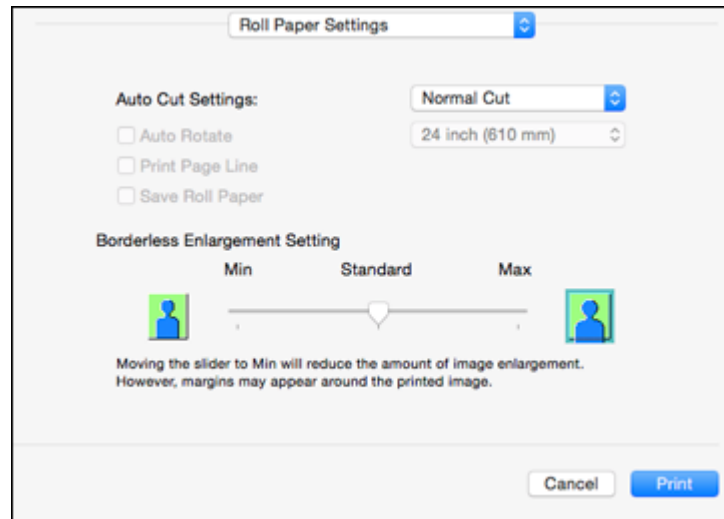 Roll Paper Settings
Auto Cut Settings: Normal Cut
Auto Rotate 24 inch (610 mm)
Print Page Line
Save Roll Paper
Borderless Enlargement Setting
Min Standard Max
Moving the slider to Min will reduce the amount of image enlargement.
However, margins may appear around the printed image.
Cancel Print